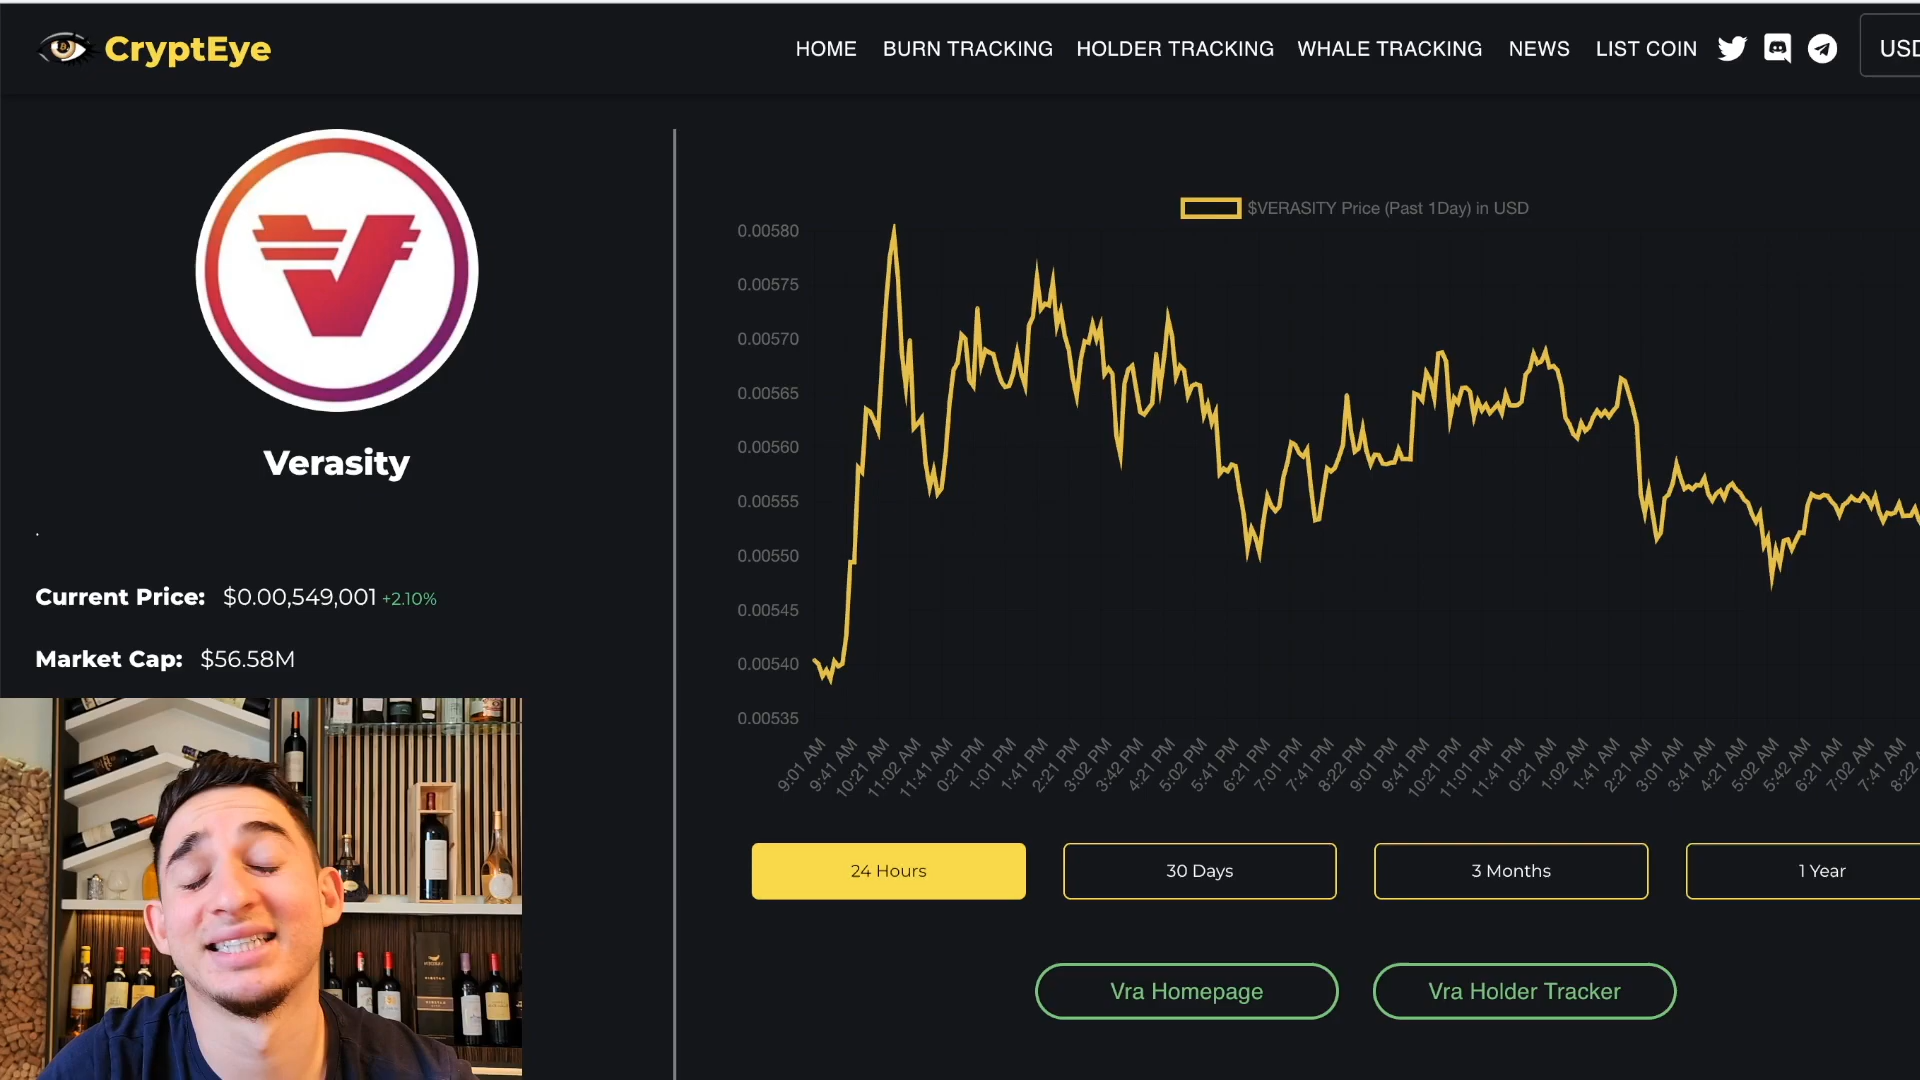 CryptEye
HOME BURN TRACKING HOLDER TRACKING WHALE TRACKING NEWS LIST COIN USD
Verasity
.
Current Price: $0.00,549,001 +2.10%
Market Cap: $56.58M
$VERASITY Price (Past 1Day) in USD
0.00580
0.00575
0.00570
0.00565
0.00560
0.00555
0.00550
0.00545
0.00540
0.00535
9:01 AM 9:41 AM 10:21 AM 11:02 AM 11:41 AM 0:21 PM 1:01 PM 1:41 PM 2:21 PM 3:02 PM 3:42 PM 4:21 PM 5:02 PM 5:41 PM 6:21 PM 7:01 PM 7:41 PM 8:22 PM 9:01 PM 9:41 PM 10:21 PM 11:01 PM 11:41 PM 0:21 AM 1:02 AM 1:41 AM 2:21 AM 3:01 AM 3:41 AM 4:21 AM 5:02 AM 5:42 AM 6:21 AM 7:02 AM 7:41 AM 8:22
24 Hours 30 Days 3 Months 1 Year
Vra Homepage Vra Holder Tracker